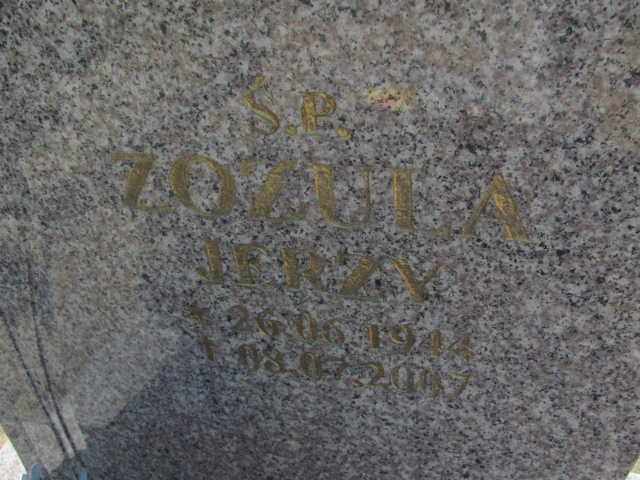 Ś.P.
ZOZULA
JERZY
* 26.06.1944
† 08.07.2007